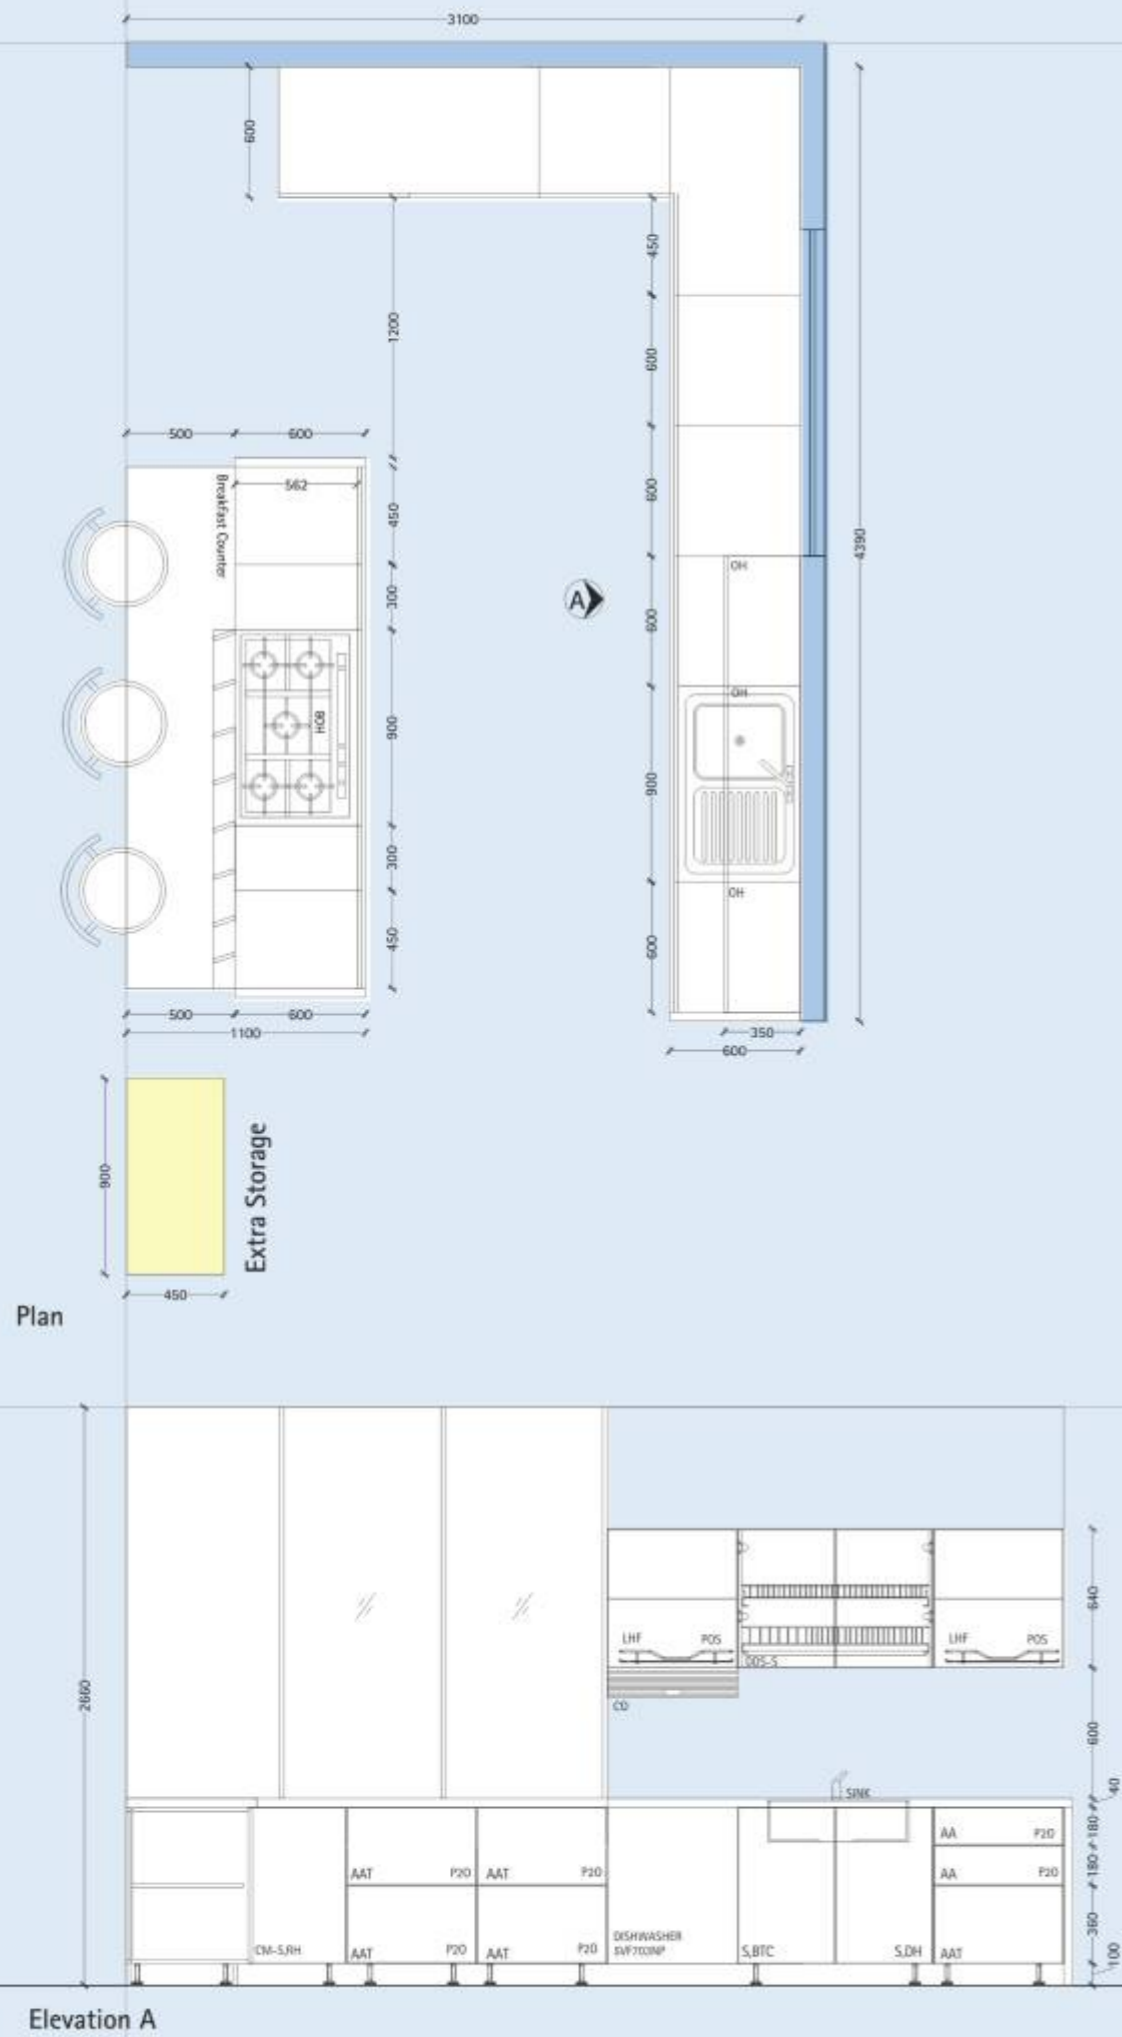 3100
600
450
1200
600
500
600
562
450
600
4390
Breakfast Counter
OH
300
A
600
OH
HOB
900
900
300
OH
450
600
500
600
1100
350
600
900
Extra Storage
450
Plan
2660
640
LHF
POS
LHF
POS
ODS-S
CO
600
SINK
40
180
AA
P20
AAT
P20
AAT
P20
180
AA
P20
360
DISHWASHER
CM-S,RH
AAT
P20
AAT
P20
S,BTC
S,DH
AAT
100
Elevation A